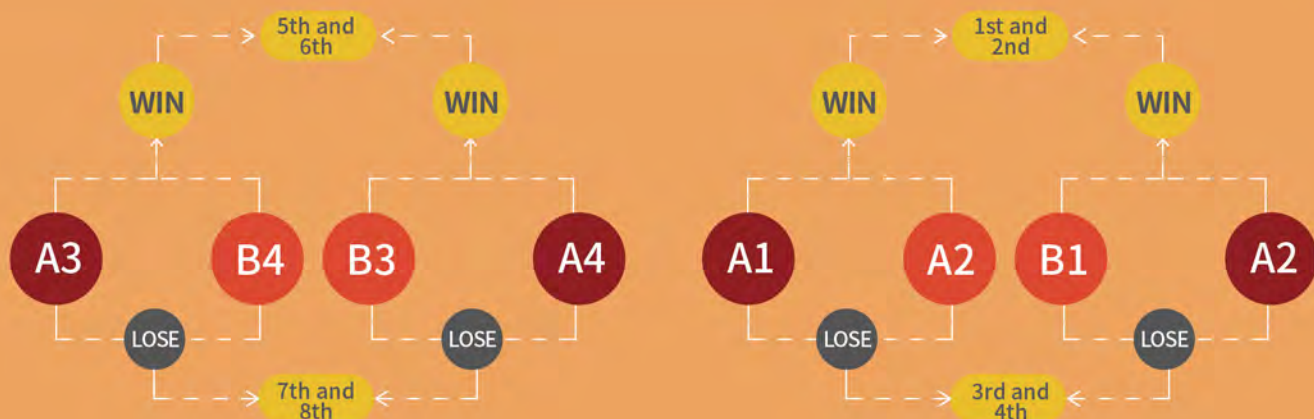 5th and
6th
1st and
2nd
WIN
WIN
WIN
WIN
A3
B4
B3
A4
A1
A2
B1
A2
LOSE
LOSE
LOSE
LOSE
7th and
8th
3rd and
4th